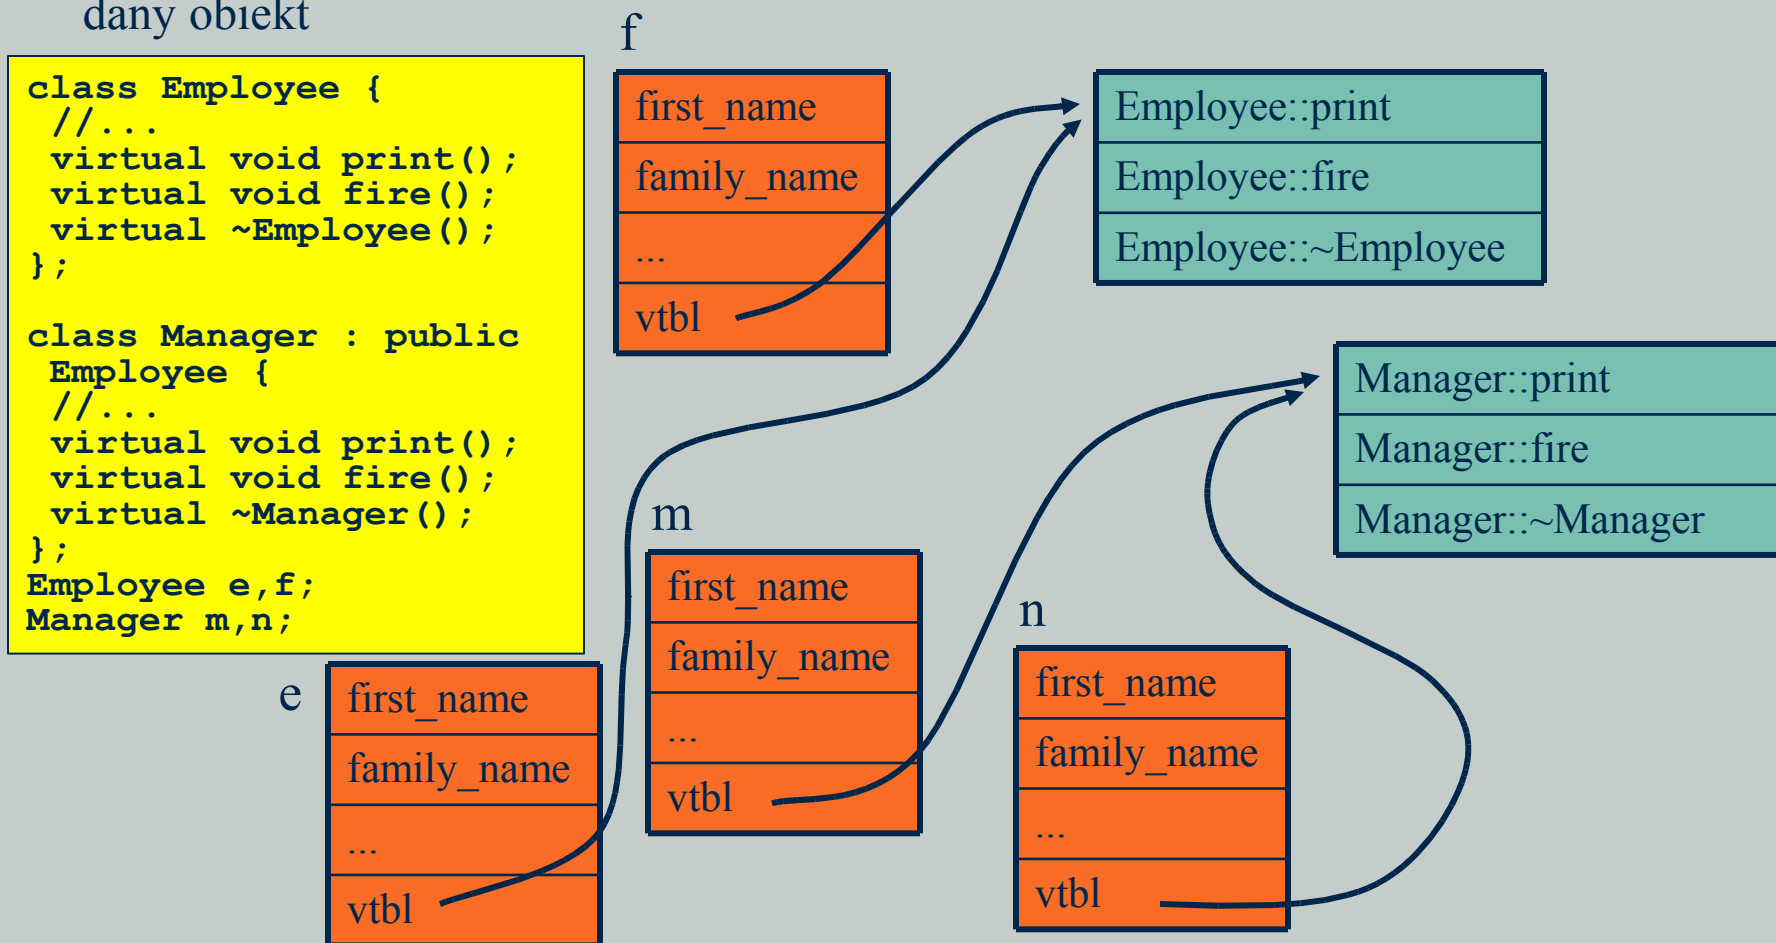 dany obiekt
class Employee {
//...
virtual void print();
virtual void fire();
virtual ~Employee();
};
class Manager : public
Employee {
//...
virtual void print();
virtual void fire();
virtual ~Manager();
};
Employee e,f;
Manager m,n;
f
first_name
family_name
...
vtbl
Employee::print
Employee::fire
Employee::~Employee
Manager::print
Manager::fire
Manager::~Manager
m
first_name
family_name
...
vtbl
n
first_name
family_name
...
vtbl
e
first_name
family_name
...
vtbl